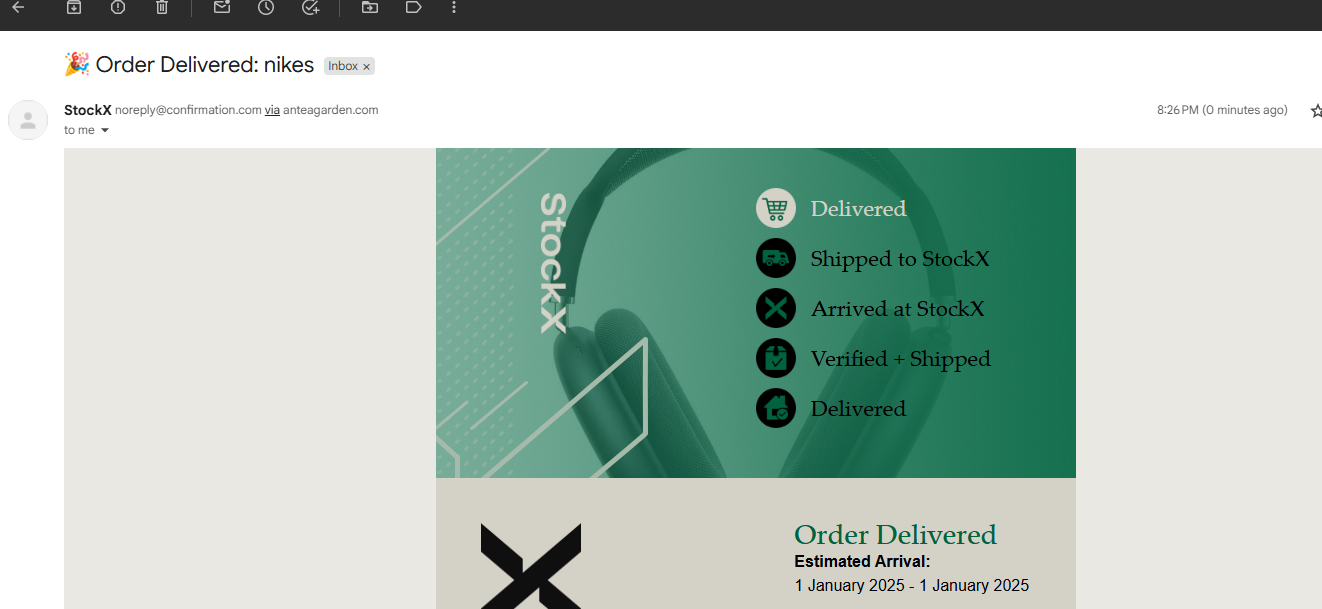 🎉 Order Delivered: nikes Inbox ×
StockX noreply@confirmation.com via anteagarden.com
8:26 PM (0 minutes ago)
to me
StockX
Delivered
Shipped to StockX
Arrived at StockX
Verified + Shipped
Delivered
Order Delivered
Estimated Arrival:
1 January 2025 - 1 January 2025